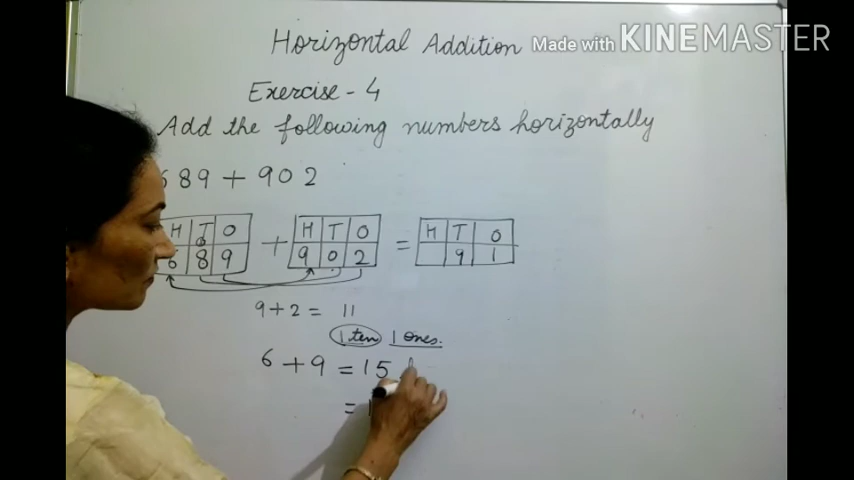 Horizontal Addition
Made with KINEMASTER
Exercise - 4
Add the following numbers horizontally
689 + 902
H T O + H T O = H T O
6 8 9 9 0 2 9 1
9 + 2 = 11
1 ten 1 ones.
6 + 9 = 15
= 1